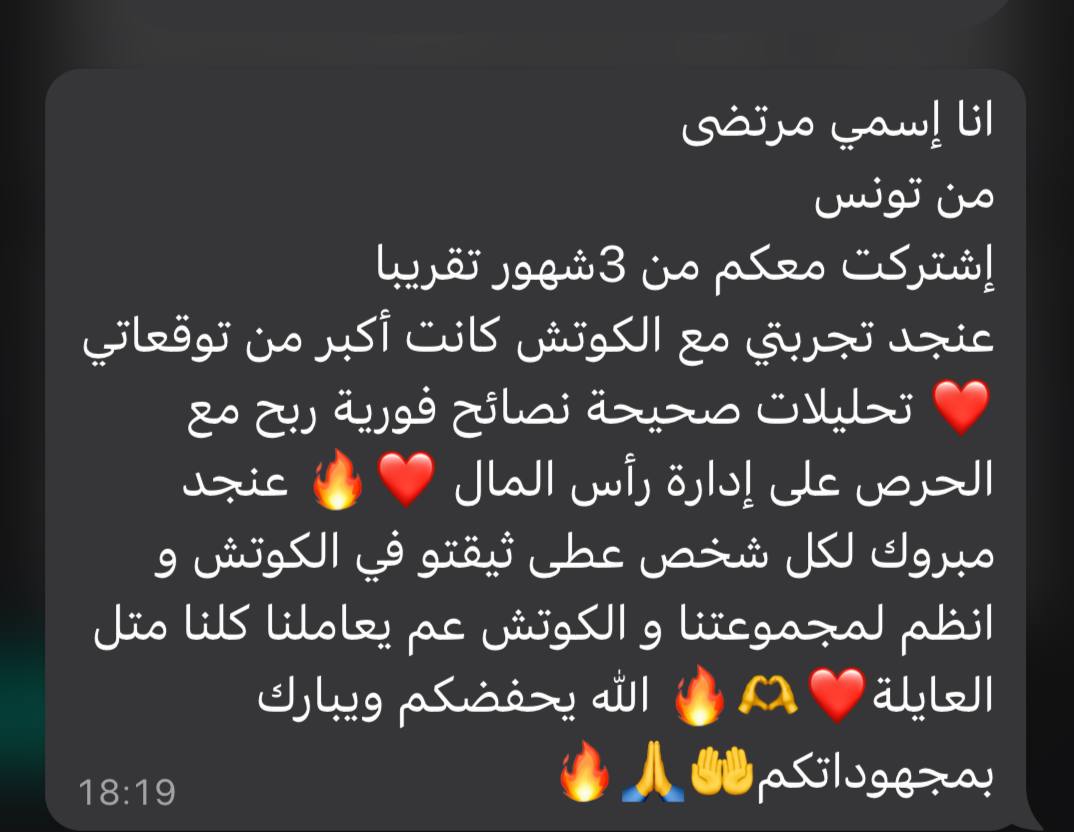 انا إسمي مرتضى
من تونس
إشتركت معكم من 3شهور تقريبا
عنجد تجربتي مع الكوتش كانت أكبر من توقعاتي
❤️ تحليلات صحيحة نصائح فورية ربح مع
الحرص على إدارة رأس المال ❤️🔥 عنجد
مبروك لكل شخص عطى ثيقتو في الكوتش و
انظم لمجموعتنا و الكوتش عم يعاملنا كلنا متل
العايلة❤️🫶🔥 الله يحفضكم ويبارك
بمجهوداتكم🤲🙏🔥
18:19